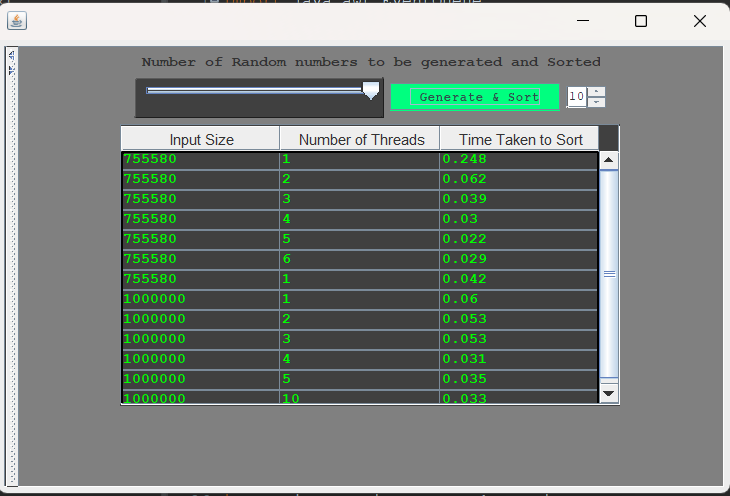 Number of Random numbers to be generated and Sorted
Generate & Sort 10
Input Size Number of Threads Time Taken to Sort
755580 1 0.248
755580 2 0.062
755580 3 0.039
755580 4 0.03
755580 5 0.022
755580 6 0.029
755580 1 0.042
1000000 1 0.06
1000000 2 0.053
1000000 3 0.053
1000000 4 0.031
1000000 5 0.035
1000000 10 0.033